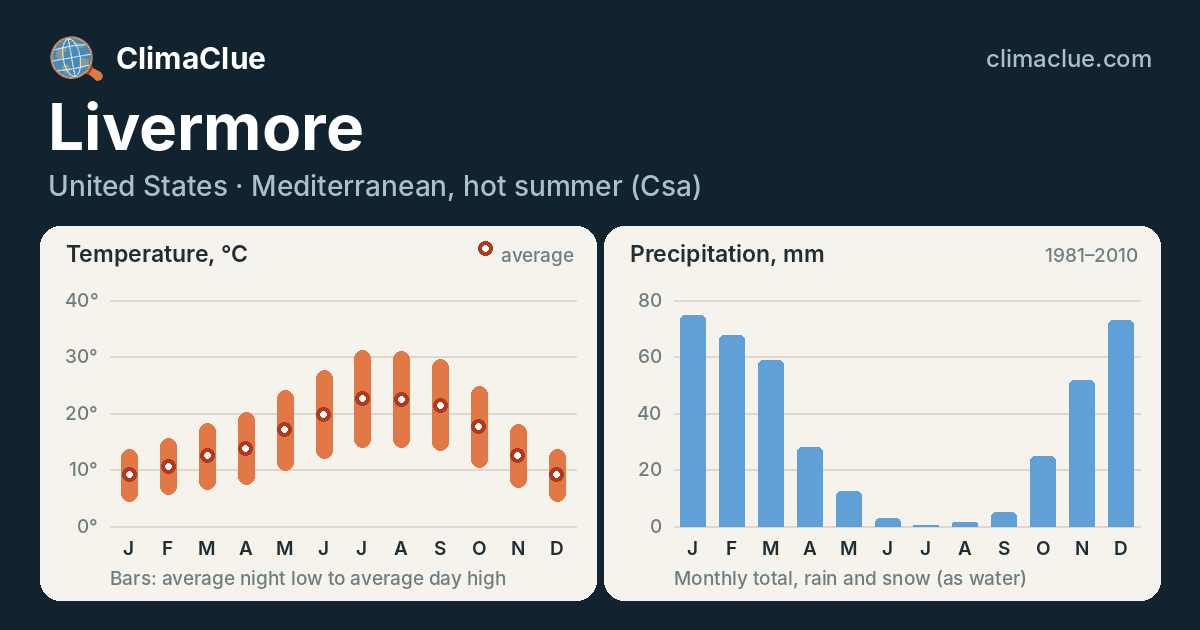 ClimaClue
climaclue.com
Livermore
United States · Mediterranean, hot summer (Csa)
Temperature, °C
average
40°
30°
20°
10°
0°
J F M A M J J A S O N D
Bars: average night low to average day high
Precipitation, mm
1981–2010
80
60
40
20
0
J F M A M J J A S O N D
Monthly total, rain and snow (as water)